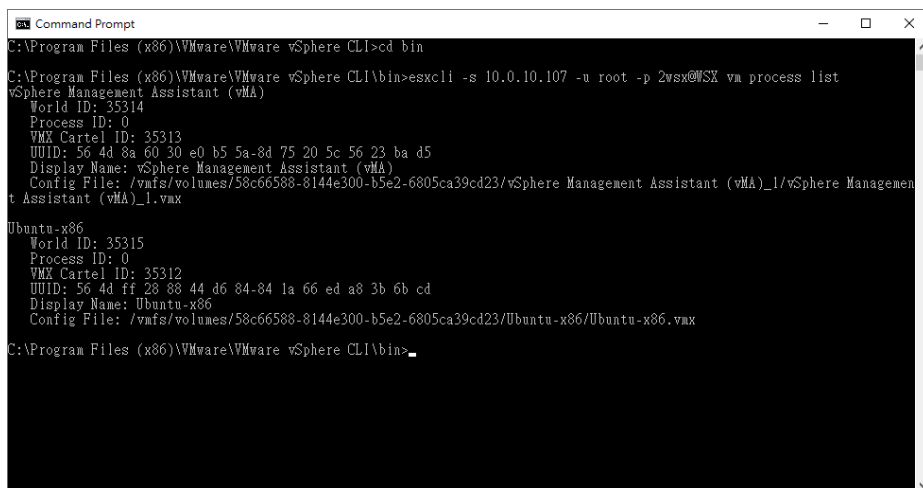 Command Prompt
C:\Program Files (x86)\VMware\VMware vSphere CLI>cd bin
C:\Program Files (x86)\VMware\VMware vSphere CLI\bin>esxcli -s 10.0.10.107 -u root -p 2wsx@WSX vm process list
vSphere Management Assistant (vMA)
   World ID: 35314
   Process ID: 0
   VMX Cartel ID: 35313
   UUID: 56 4d 8a 60 30 e0 b5 5a-8d 75 20 5c 56 23 ba d5
   Display Name: vSphere Management Assistant (vMA)
   Config File: /vmfs/volumes/58c66588-8144e300-b5e2-6805ca39cd23/vSphere Management Assistant (vMA)_1/vSphere Managemen
t Assistant (vMA)_1.vmx
Ubuntu-x86
   World ID: 35315
   Process ID: 0
   VMX Cartel ID: 35312
   UUID: 56 4d ff 28 88 44 d6 84-84 1a 66 ed a8 3b 6b cd
   Display Name: Ubuntu-x86
   Config File: /vmfs/volumes/58c66588-8144e300-b5e2-6805ca39cd23/Ubuntu-x86/Ubuntu-x86.vmx
C:\Program Files (x86)\VMware\VMware vSphere CLI\bin>